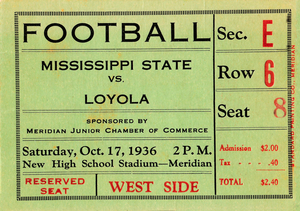 FOOTBALL
MISSISSIPPI STATE
VS.
LOYOLA
SPONSORED BY
MERIDIAN JUNIOR CHAMBER OF COMMERCE
Saturday, Oct. 17, 1936 2 P. M.
New High School Stadium—Meridian
RESERVED
SEAT
WEST SIDE
Sec. E
Row 6
Seat 8
Admission $2.00
Tax .40
TOTAL $2.40